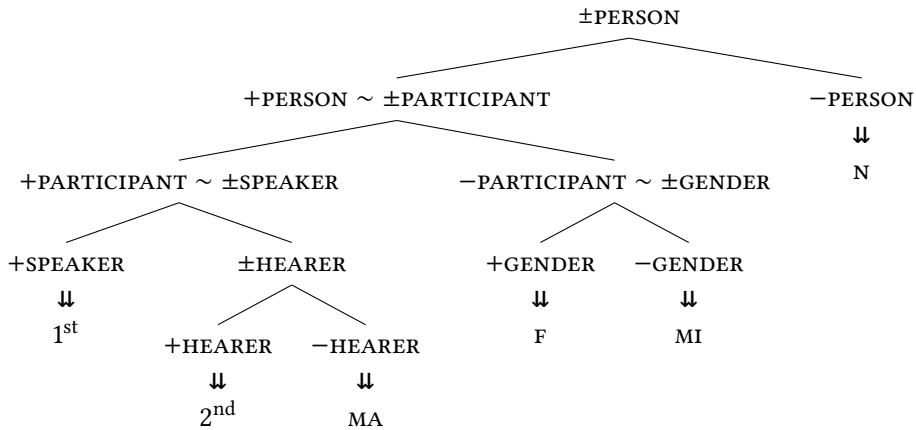 ±PERSON
+PERSON ∼ ±PARTICIPANT −PERSON
⇊
+PARTICIPANT ∼ ±SPEAKER −PARTICIPANT ∼ ±GENDER N
+SPEAKER ±HEARER +GENDER −GENDER
⇊ ⇊ ⇊
1st +HEARER −HEARER F MI
⇊ ⇊
2nd MA